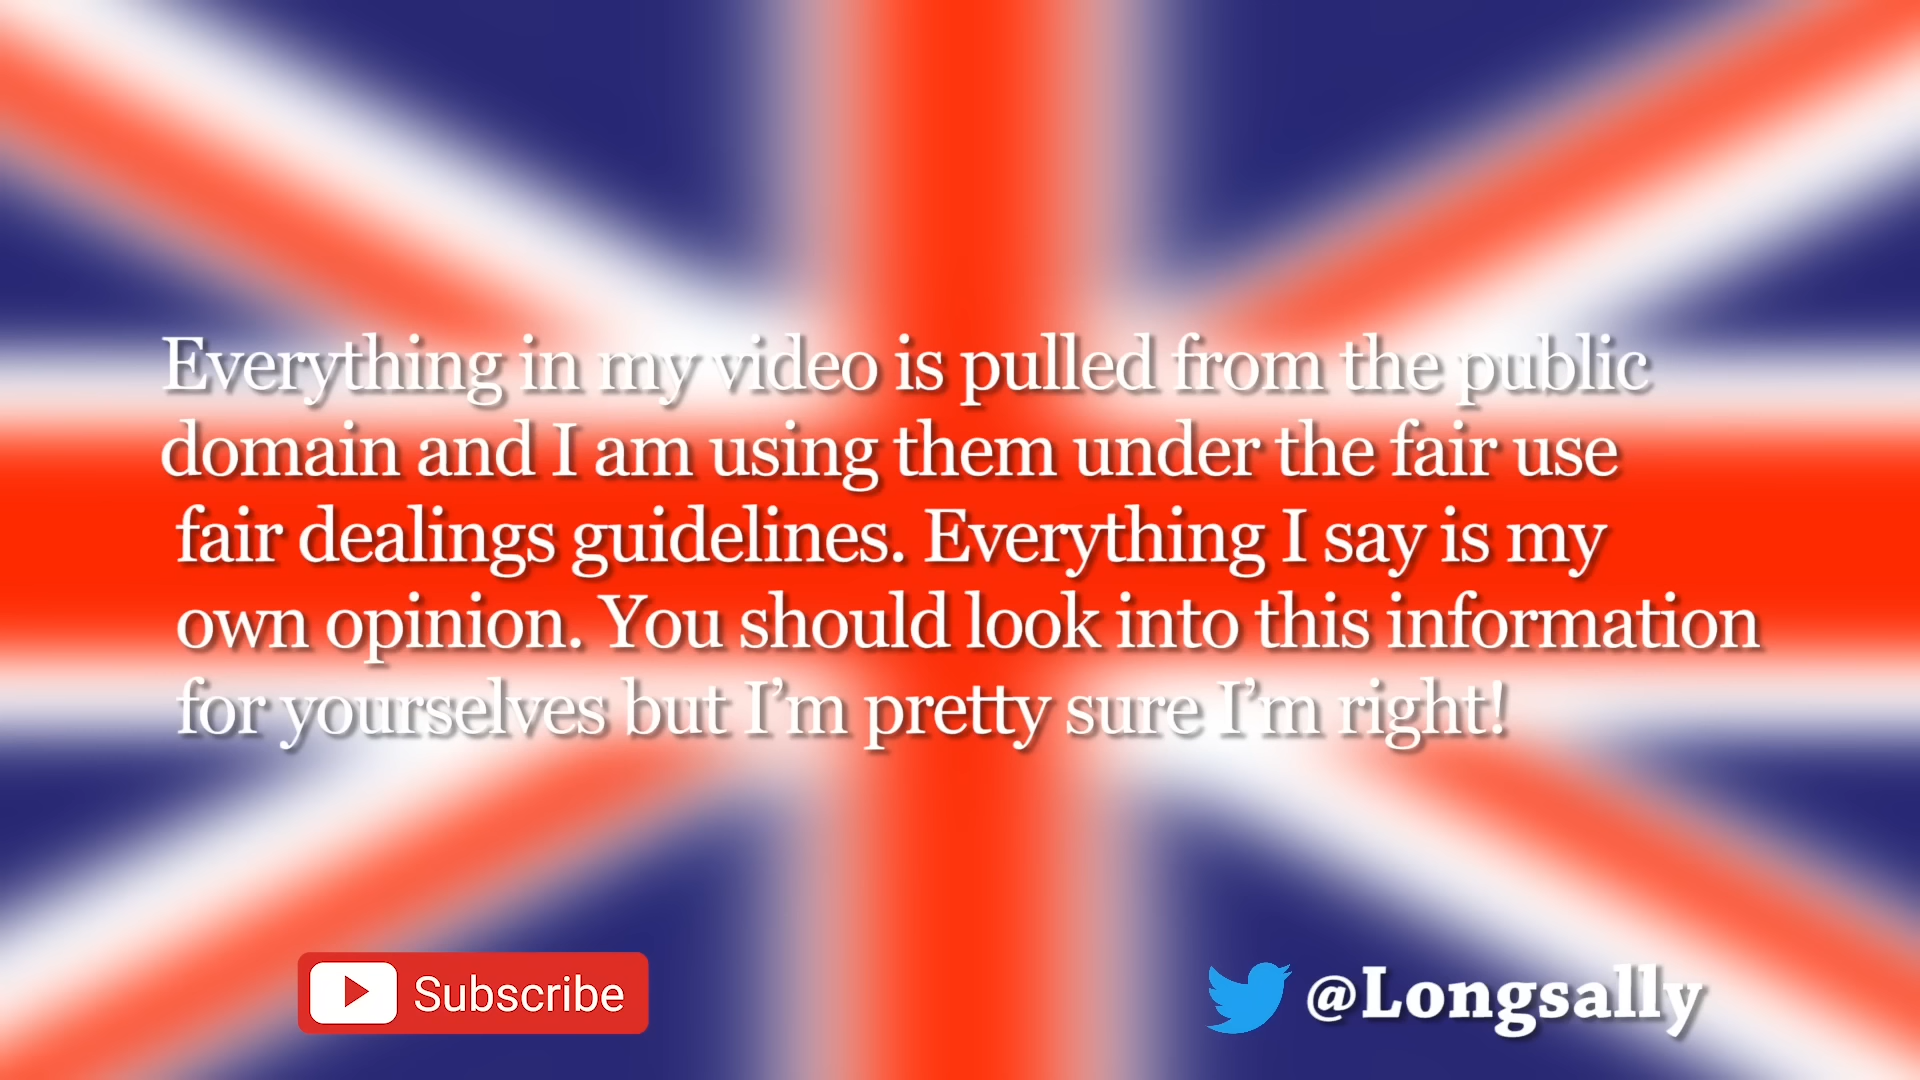 Everything in my video is pulled from the public
domain and I am using them under the fair use
fair dealings guidelines. Everything I say is my
own opinion. You should look into this information
for yourselves but I’m pretty sure I’m right!
Subscribe
@Longsally